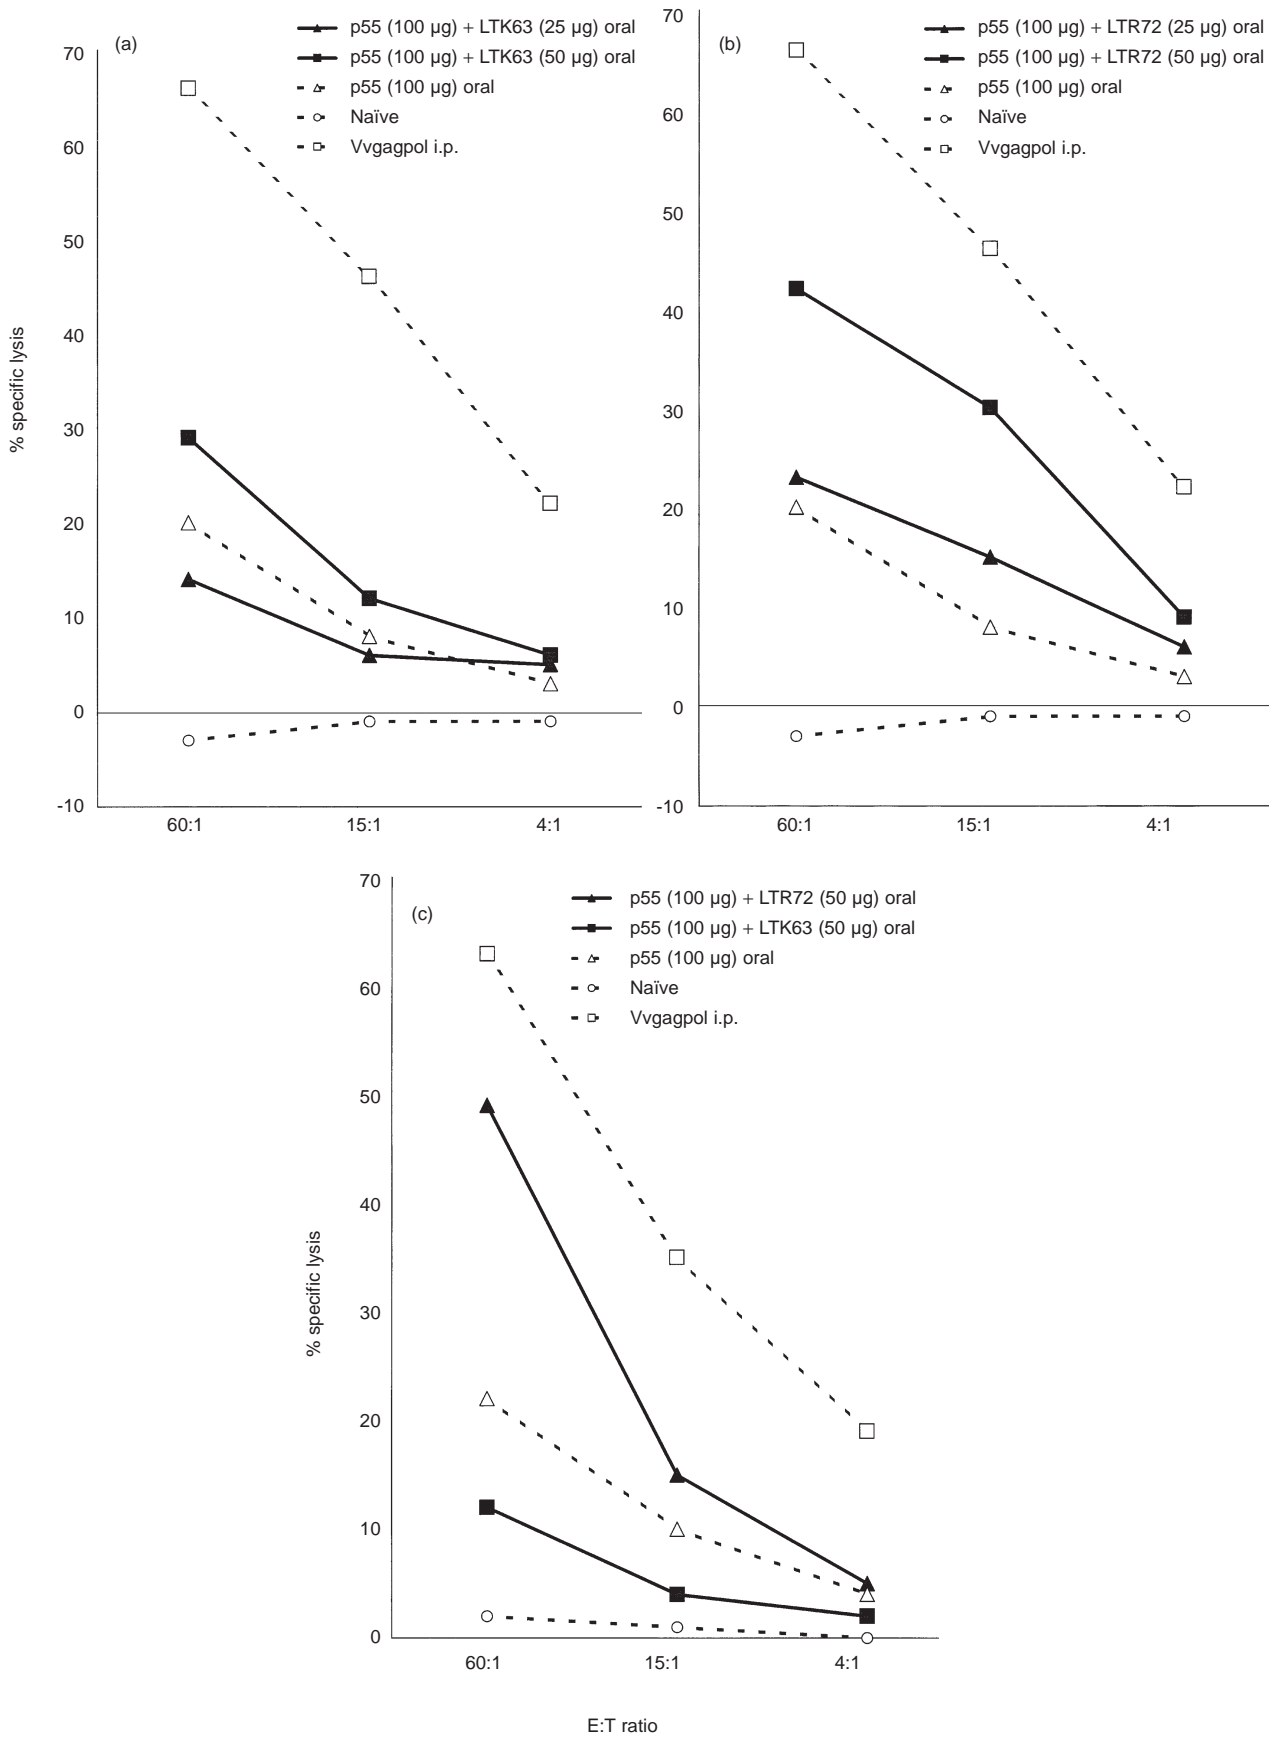 (a)
p55 (100 µg) + LTK63 (25 µg) oral
p55 (100 µg) + LTK63 (50 µg) oral
p55 (100 µg) oral
Naïve
Vvgagpol i.p.
70
60
50
40
30
20
10
0
-10
% specific lysis
60:1
15:1
4:1
(b)
p55 (100 µg) + LTR72 (25 µg) oral
p55 (100 µg) + LTR72 (50 µg) oral
p55 (100 µg) oral
Naïve
Vvgagpol i.p.
70
60
50
40
30
20
10
0
-10
60:1
15:1
4:1
(c)
p55 (100 µg) + LTR72 (50 µg) oral
p55 (100 µg) + LTK63 (50 µg) oral
p55 (100 µg) oral
Naïve
Vvgagpol i.p.
70
60
50
40
30
20
10
0
% specific lysis
60:1
15:1
4:1
E:T ratio